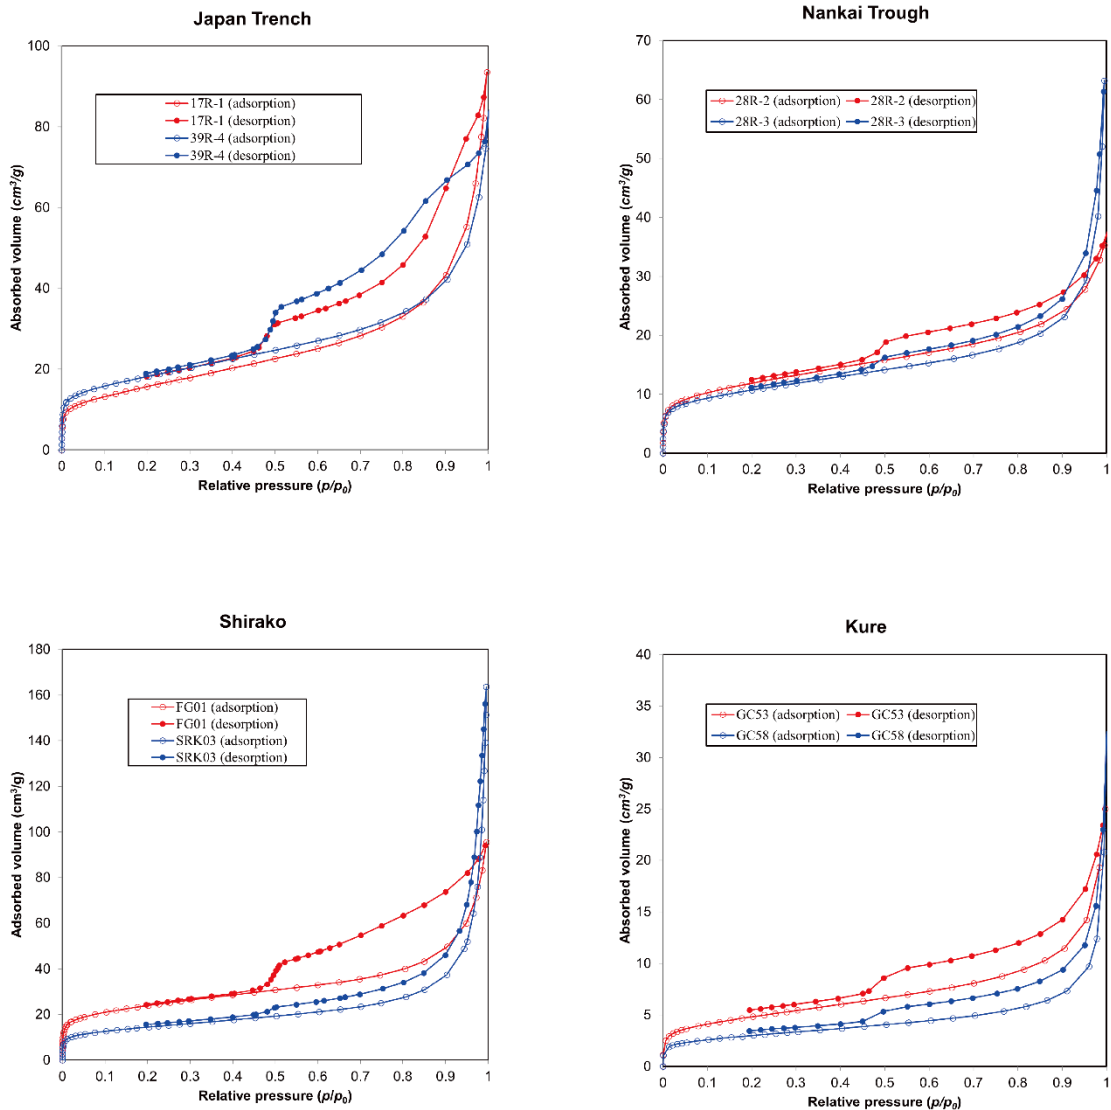 Japan Trench
100
80
60
40
20
0
Absorbed volume (cm³/g)
17R-1 (adsorption)
17R-1 (desorption)
39R-4 (adsorption)
39R-4 (desorption)
0 0.1 0.2 0.3 0.4 0.5 0.6 0.7 0.8 0.9 1
Relative pressure (p/p₀)
Nankai Trough
70
60
50
40
30
20
10
0
Absorbed volume (cm³/g)
28R-2 (adsorption) 28R-2 (desorption)
28R-3 (adsorption) 28R-3 (desorption)
0 0.1 0.2 0.3 0.4 0.5 0.6 0.7 0.8 0.9 1
Relative pressure (p/p₀)
Shirako
180
160
140
120
100
80
60
40
20
0
Adsorbed volume (cm³/g)
FG01 (adsorption)
FG01 (desorption)
SRK03 (adsorption)
SRK03 (desorption)
0 0.1 0.2 0.3 0.4 0.5 0.6 0.7 0.8 0.9 1
Relative pressure (p/p₀)
Kure
40
35
30
25
20
15
10
5
0
Absorbed volume (cm³/g)
GC53 (adsorption) GC53 (desorption)
GC58 (adsorption) GC58 (desorption)
0 0.1 0.2 0.3 0.4 0.5 0.6 0.7 0.8 0.9 1
Relative pressure (p/p₀)